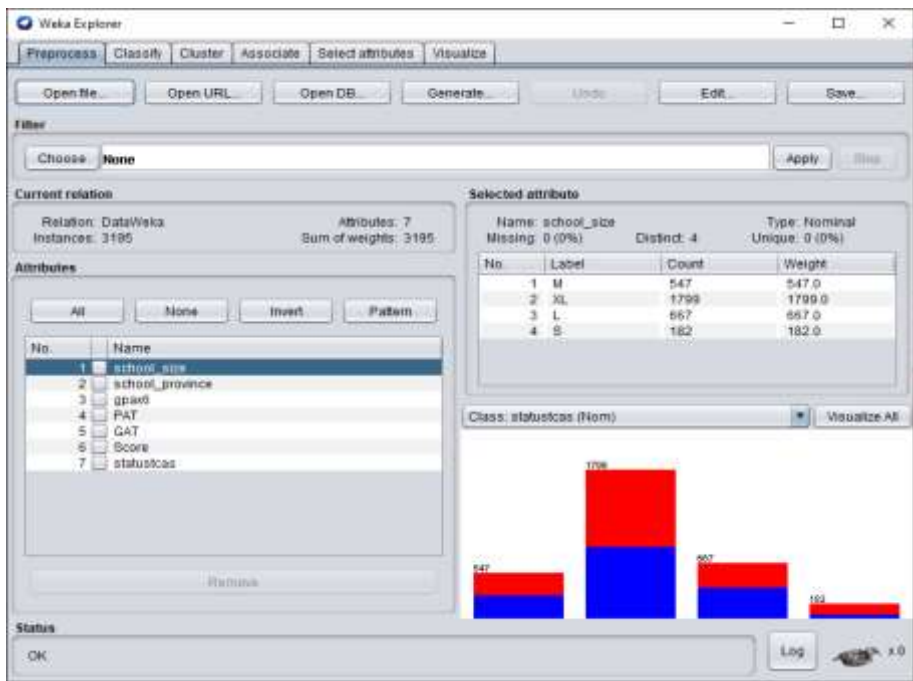 Weka Explorer
Preprocess Classify Cluster Associate Select attributes Visualize
Open file... Open URL... Open DB... Generate... Undo Edit... Save...
Filter
Choose None Apply Stop
Current relation
Relation: DataWeka Attributes: 7
Instances: 3195 Sum of weights: 3195
Attributes
All None Invert Pattern
No. Name
1 school_size
2 school_province
3 gpax6
4 PAT
5 GAT
6 Score
7 statustcas
Remove
Selected attribute
Name: school_size Type: Nominal
Missing: 0 (0%) Distinct: 4 Unique: 0 (0%)
No. Label Count Weight
1 M 547 547.0
2 XL 1799 1799.0
3 L 667 667.0
4 S 182 182.0
Class: statustcas (Nom) Visualize All
547
1799
667
182
Status
OK
Log x 0